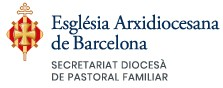 Església Arxidiocesana
de Barcelona
SECRETARIAT DIOCESÀ
DE PASTORAL FAMILIAR